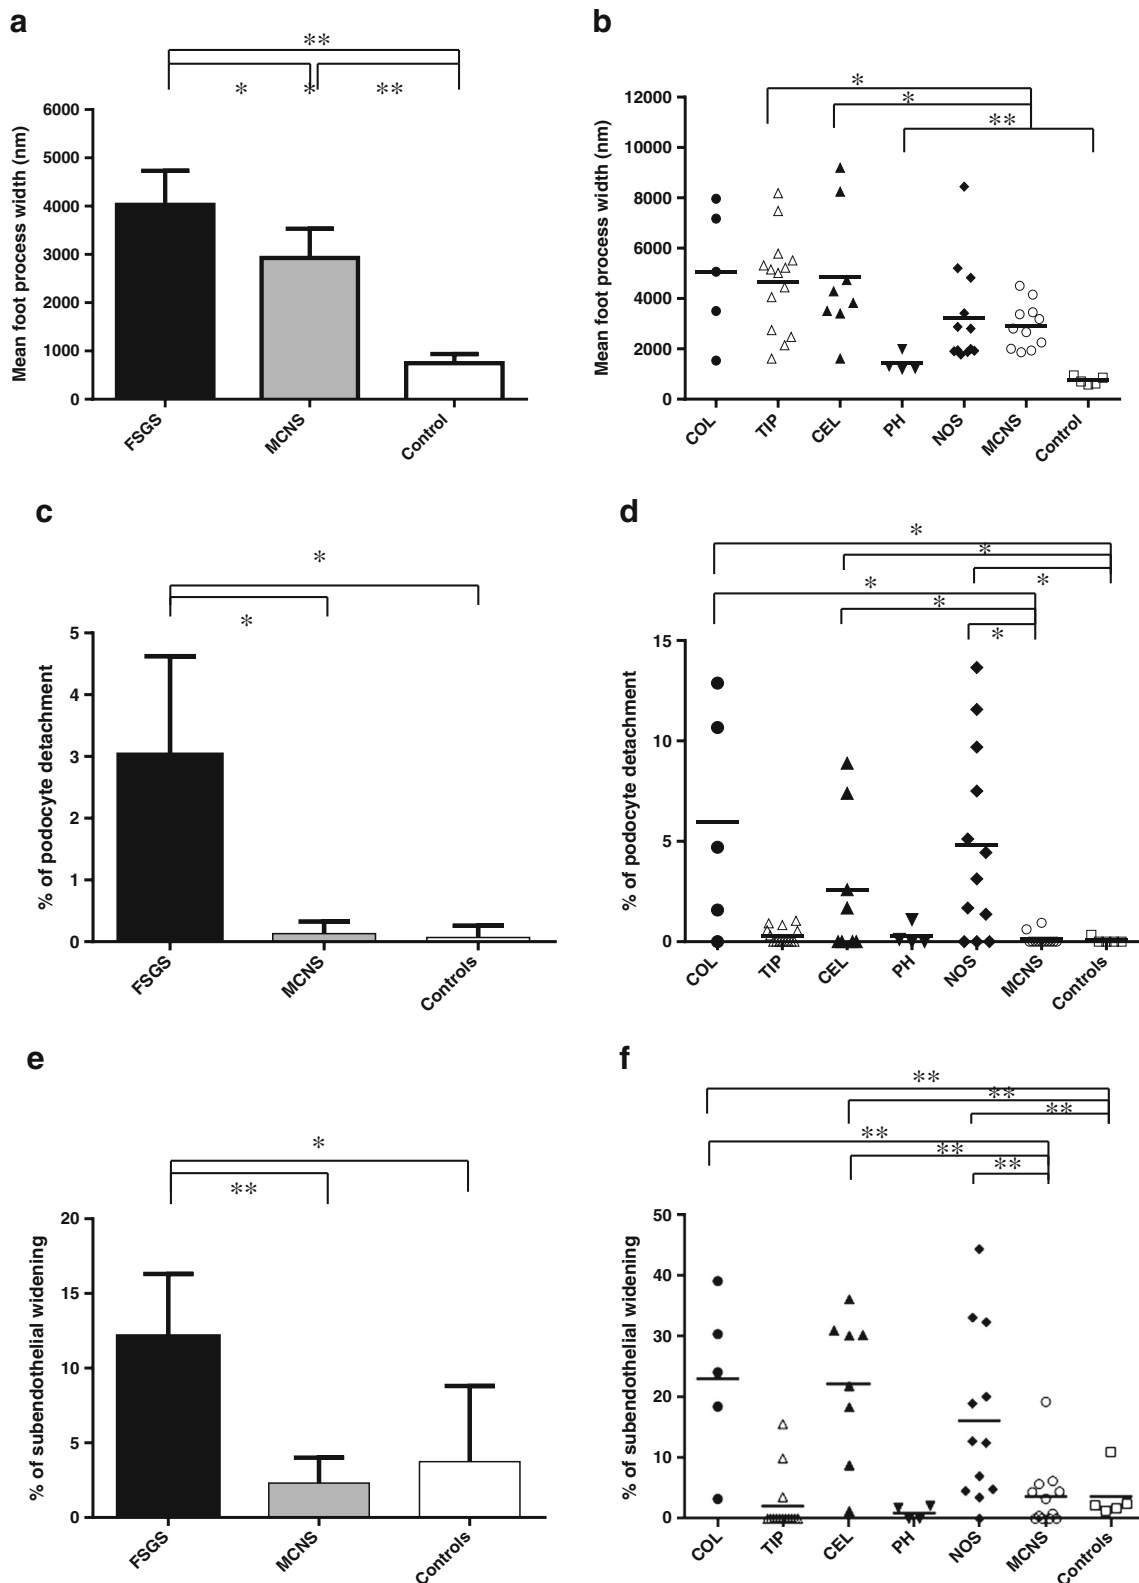 a
**
* * **
Mean foot process width (nm)
6000
5000
4000
3000
2000
1000
0
FSGS
MCNS
Control
b
*
*
**
Mean foot process width (nm)
12000
10000
8000
6000
4000
2000
0
COL
TIP
CEL
PH
NOS
MCNS
Control
c
*
*
% of podocyte detachment
5
4
3
2
1
0
FSGS
MCNS
Controls
d
*
*
* *
*
*
% of podocyte detachment
15
10
5
0
COL
TIP
CEL
PH
NOS
MCNS
Controls
e
*
**
% of subendothelial widening
20
15
10
5
0
FSGS
MCNS
Controls
f
**
**
**
**
**
**
% of subendothelial widening
50
40
30
20
10
0
COL
TIP
CEL
PH
NOS
MCNS
Controls